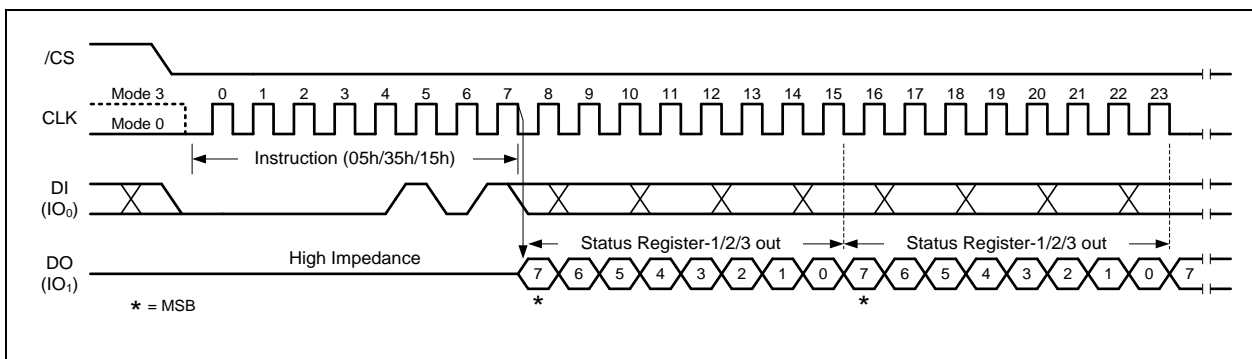 /CS
Mode 3
0 1 2 3 4 5 6 7 8 9 10 11 12 13 14 15 16 17 18 19 20 21 22 23
CLK
Mode 0
Instruction (05h/35h/15h)
DI
(IO₀)
Status Register-1/2/3 out
Status Register-1/2/3 out
High Impedance
DO
(IO₁)
7 6 5 4 3 2 1 0 7 6 5 4 3 2 1 0 7
* *
* = MSB